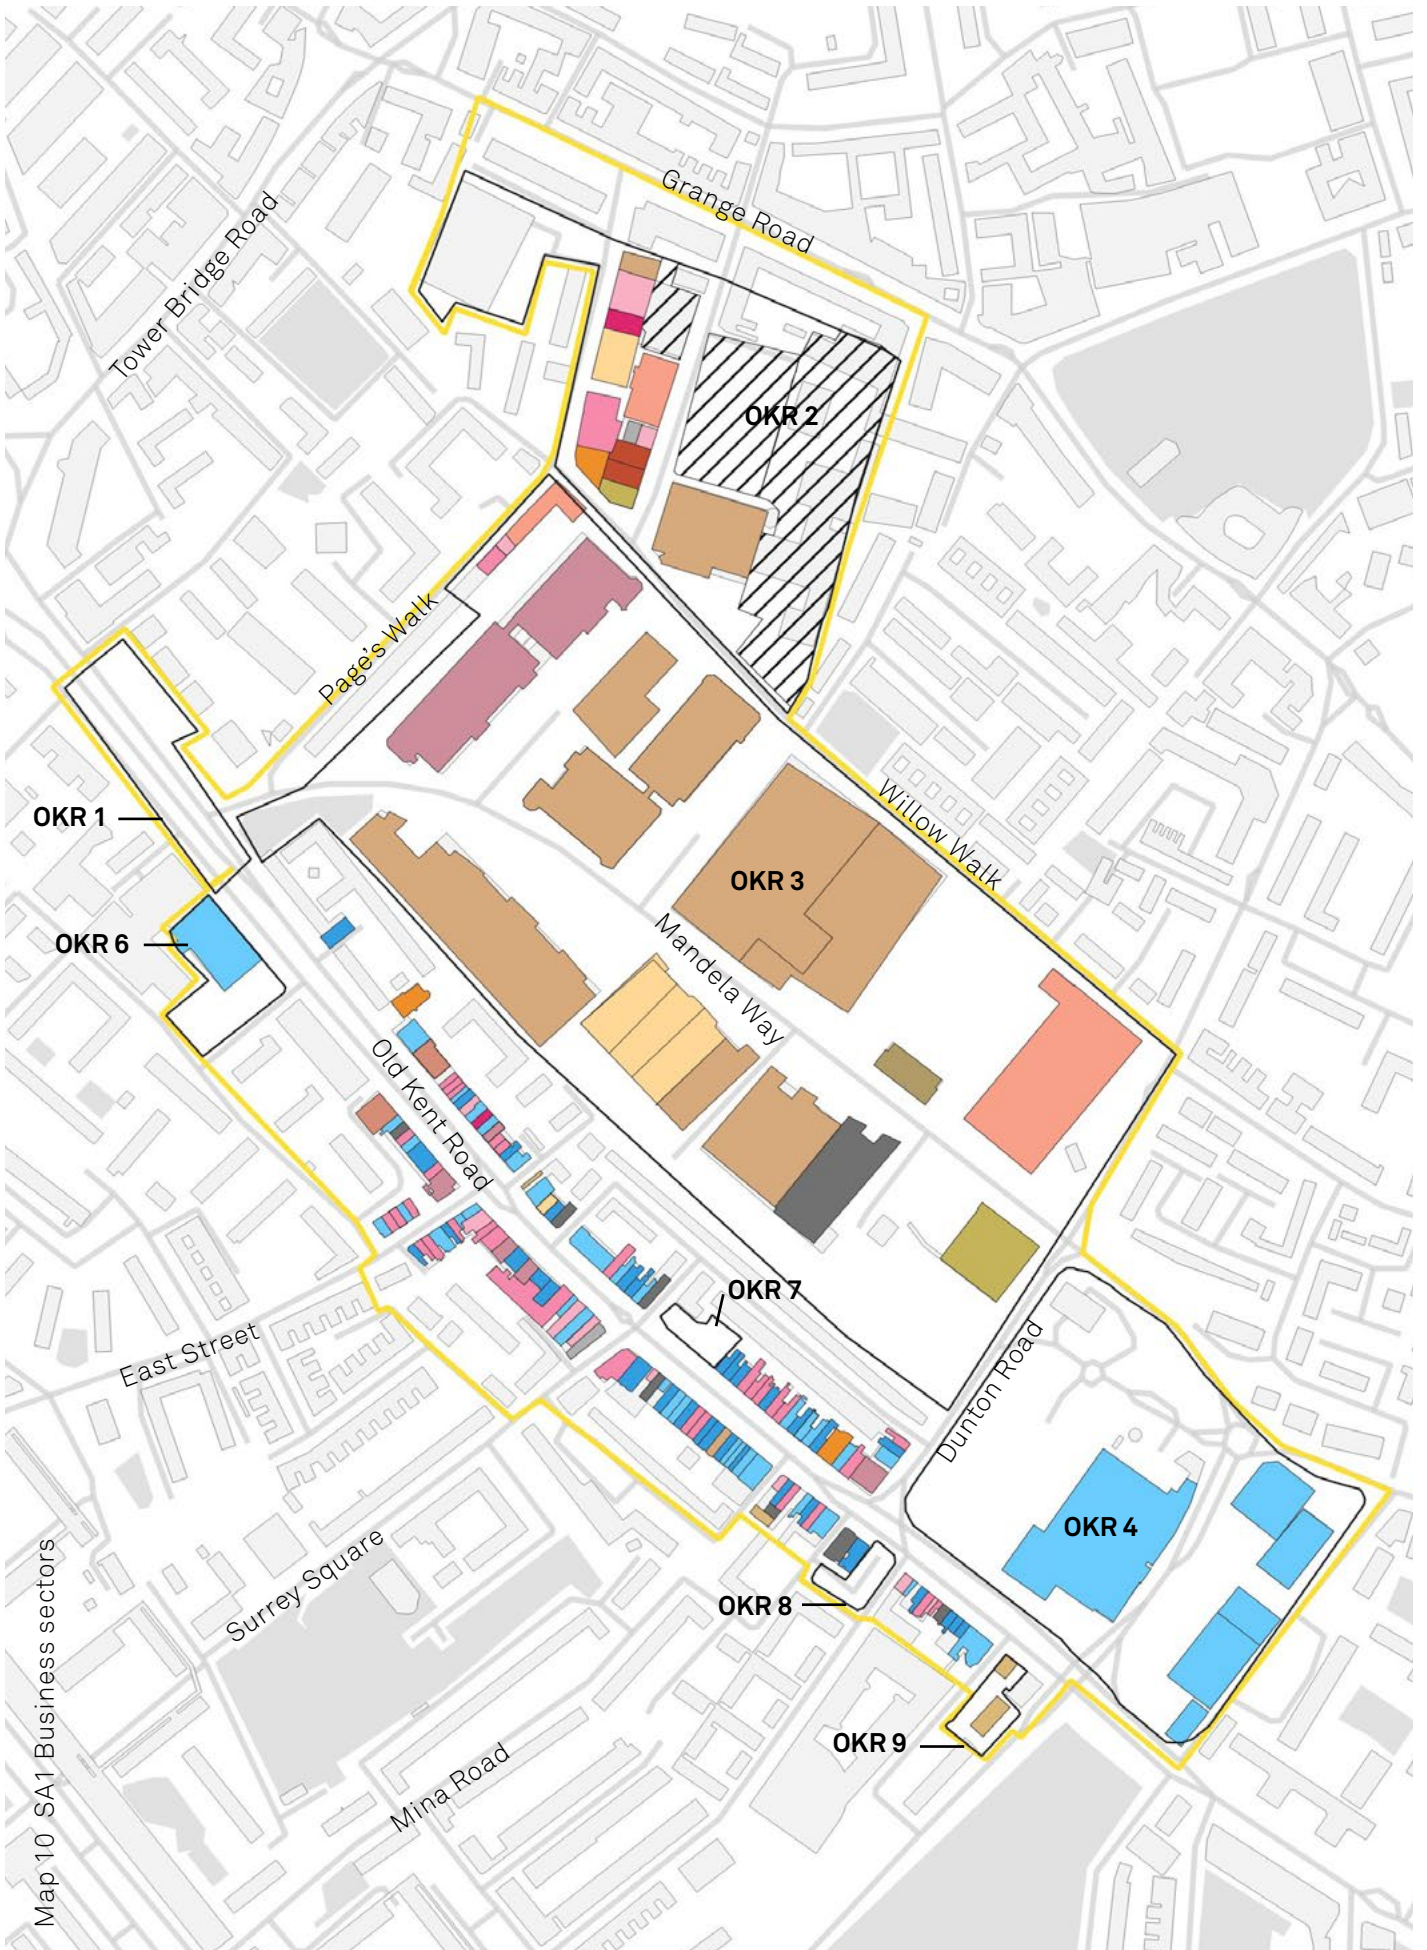 Grange Road
Tower Bridge Road
OKR 2
Page's Walk
OKR 1
Willow Walk
OKR 3
OKR 6
Mandela Way
Old Kent Road
OKR 7
East Street
Dunton Road
OKR 4
Surrey Square
OKR 8
OKR 9
Mina Road
Map 10 SA1 Business sectors